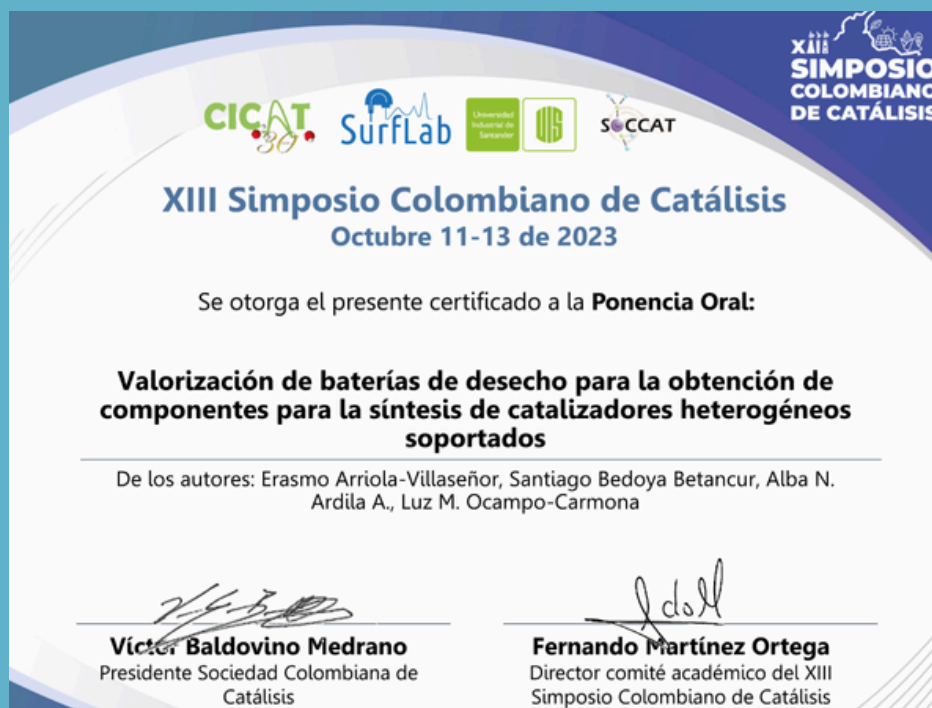 XIII
SIMPOSIO
COLOMBIANO
DE CATÁLISIS
CICAT
30
SurfLab
Universidad
Industrial de
Santander
UIS
SOCCAT
XIII Simposio Colombiano de Catálisis
Octubre 11-13 de 2023
Se otorga el presente certificado a la Ponencia Oral:
Valorización de baterías de desecho para la obtención de
componentes para la síntesis de catalizadores heterogéneos
soportados
De los autores: Erasmo Arriola-Villaseñor, Santiago Bedoya Betancur, Alba N.
Ardila A., Luz M. Ocampo-Carmona
Víctor Baldovino Medrano
Presidente Sociedad Colombiana de
Catálisis
Fernando Martínez Ortega
Director comité académico del XIII
Simposio Colombiano de Catálisis